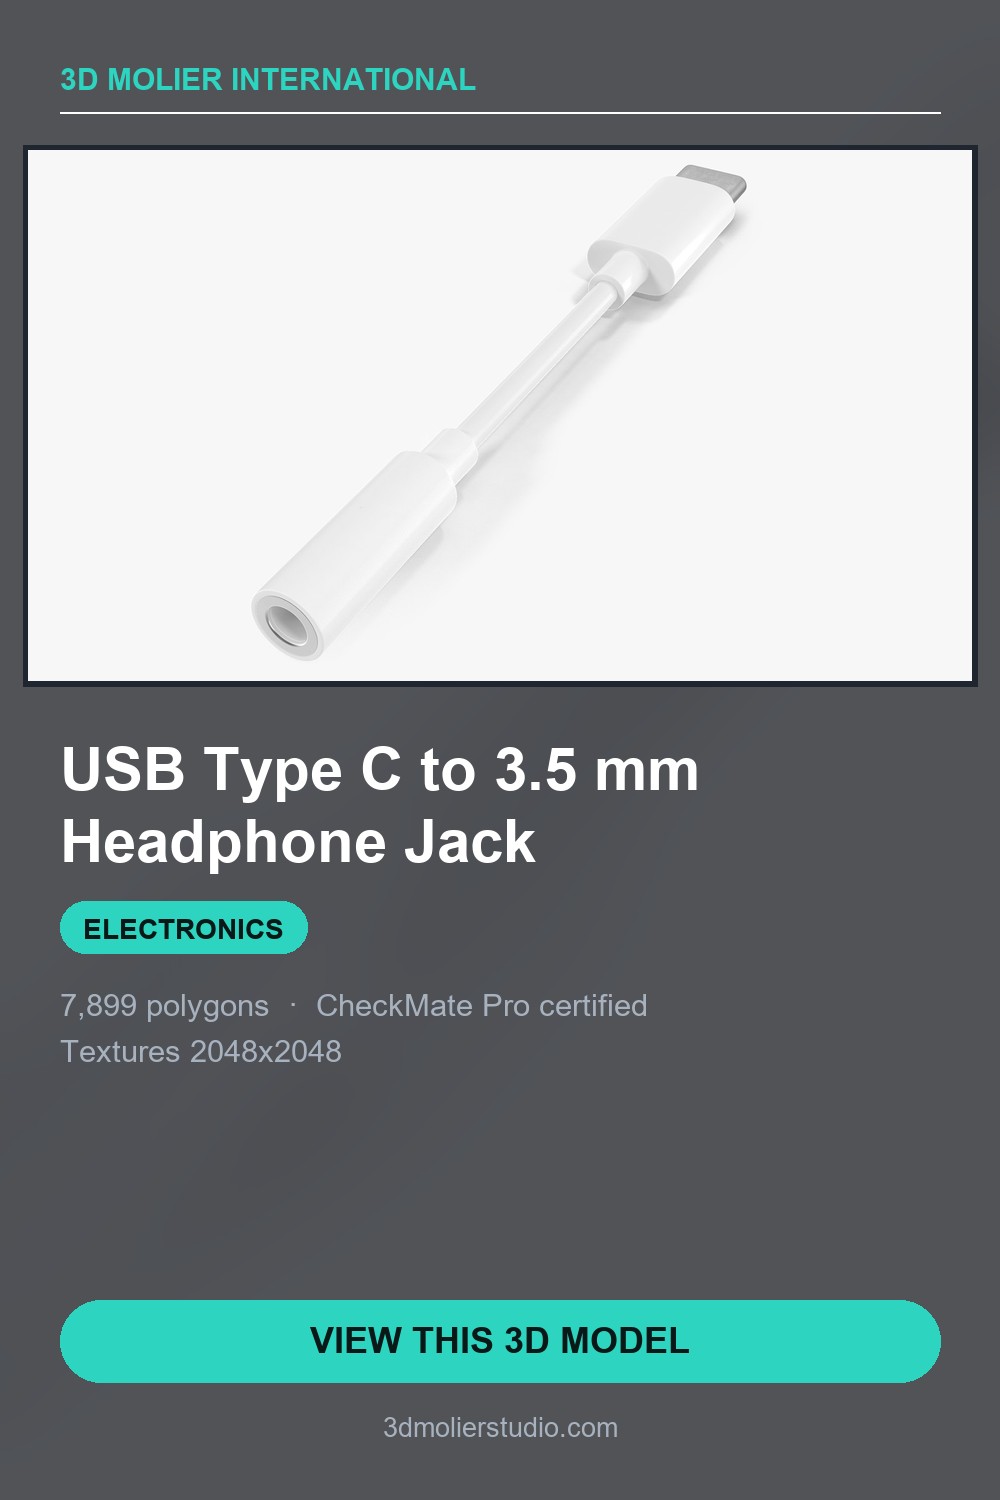 3D MOLIER INTERNATIONAL
USB Type C to 3.5 mm
Headphone Jack
ELECTRONICS
7,899 polygons · CheckMate Pro certified
Textures 2048x2048
VIEW THIS 3D MODEL
3dmolierstudio.com